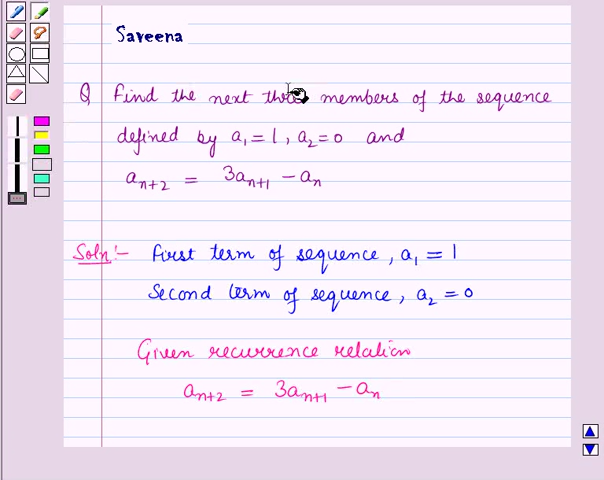 Saveena
Q Find the next three members of the sequence
defined by a₁ = 1, a₂ = 0 and
aₙ₊₂ = 3aₙ₊₁ - aₙ
Soln:- First term of sequence, a₁ = 1
Second term of sequence, a₂ = 0
Given recurrence relation
aₙ₊₂ = 3aₙ₊₁ - aₙ